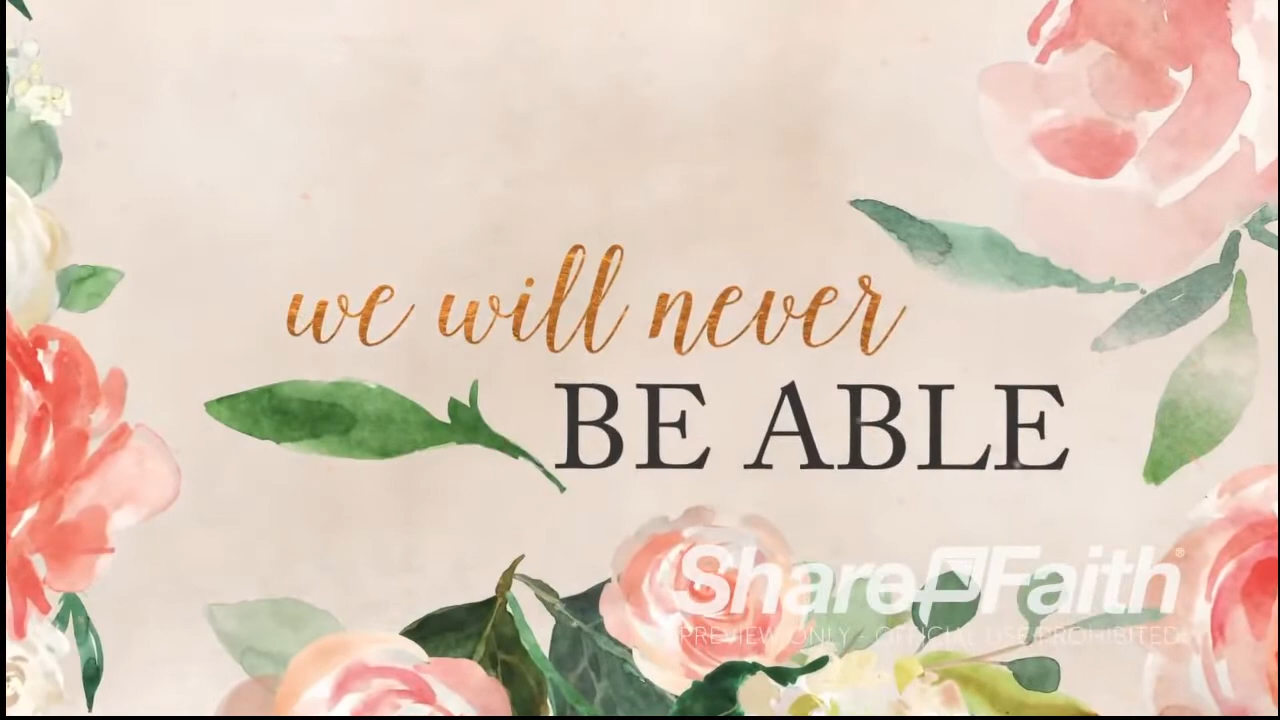 we will never
BE ABLE
ShareFaith®
PREVIEW ONLY - OFFICIAL USE PROHIBITED!